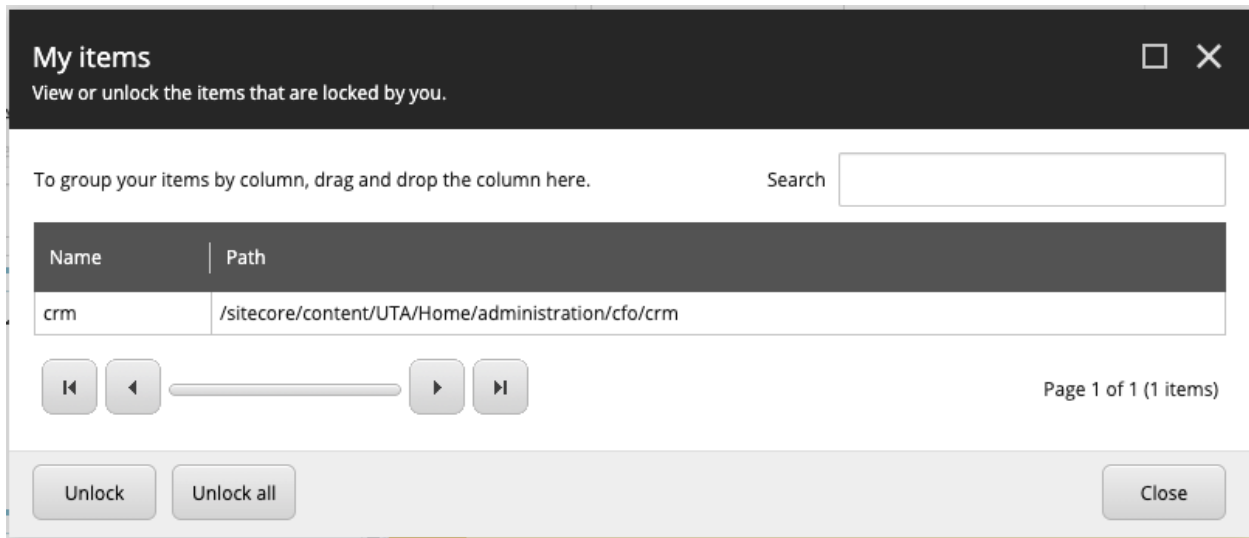 My items
View or unlock the items that are locked by you.
To group your items by column, drag and drop the column here. Search
Name Path
crm /sitecore/content/UTA/Home/administration/cfo/crm
Page 1 of 1 (1 items)
Unlock Unlock all Close